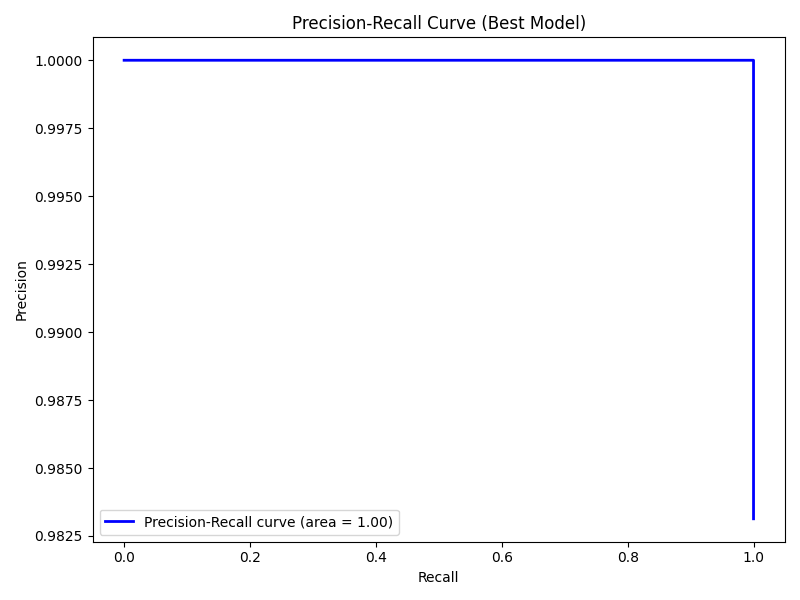 Precision-Recall Curve (Best Model)
1.0000
0.9975
0.9950
0.9925
0.9900
0.9875
0.9850
0.9825
Precision
Precision-Recall curve (area = 1.00)
0.0 0.2 0.4 0.6 0.8 1.0
Recall